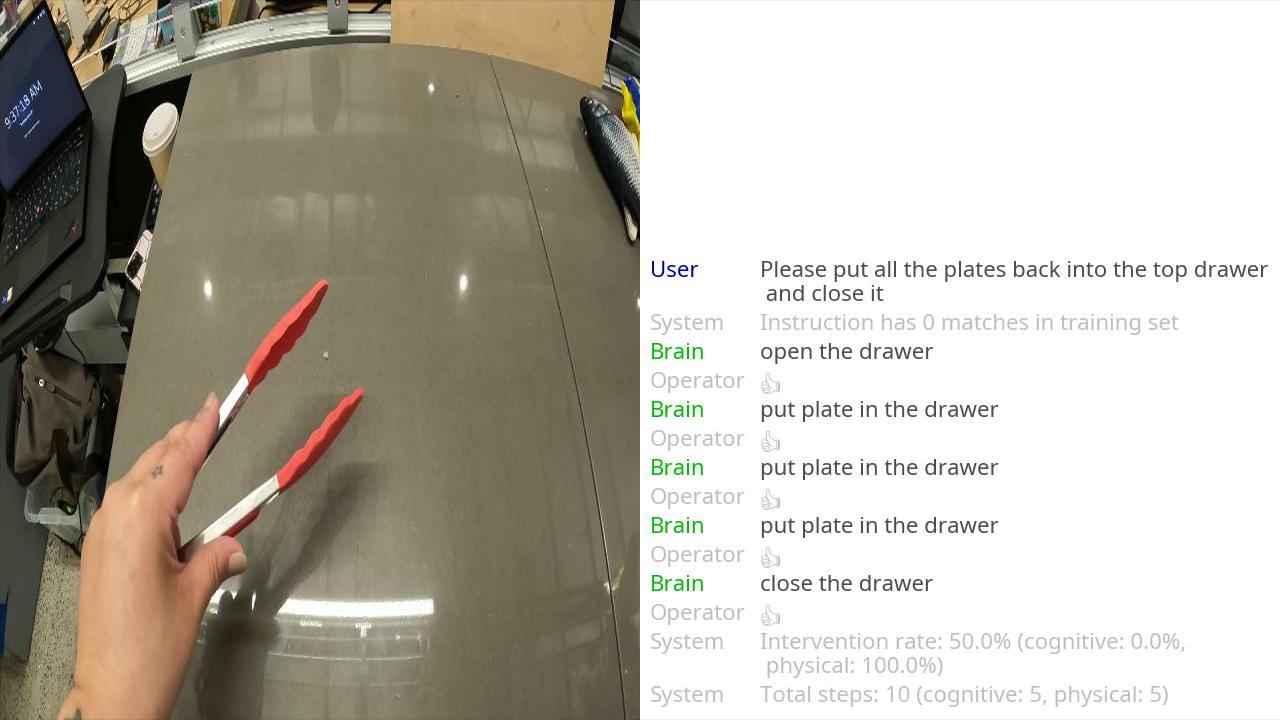 9:37:18 AM
User Please put all the plates back into the top drawer
and close it
System Instruction has 0 matches in training set
Brain open the drawer
Operator 👍
Brain put plate in the drawer
Operator 👍
Brain put plate in the drawer
Operator 👍
Brain put plate in the drawer
Operator 👍
Brain close the drawer
Operator 👍
System Intervention rate: 50.0% (cognitive: 0.0%,
physical: 100.0%)
System Total steps: 10 (cognitive: 5, physical: 5)